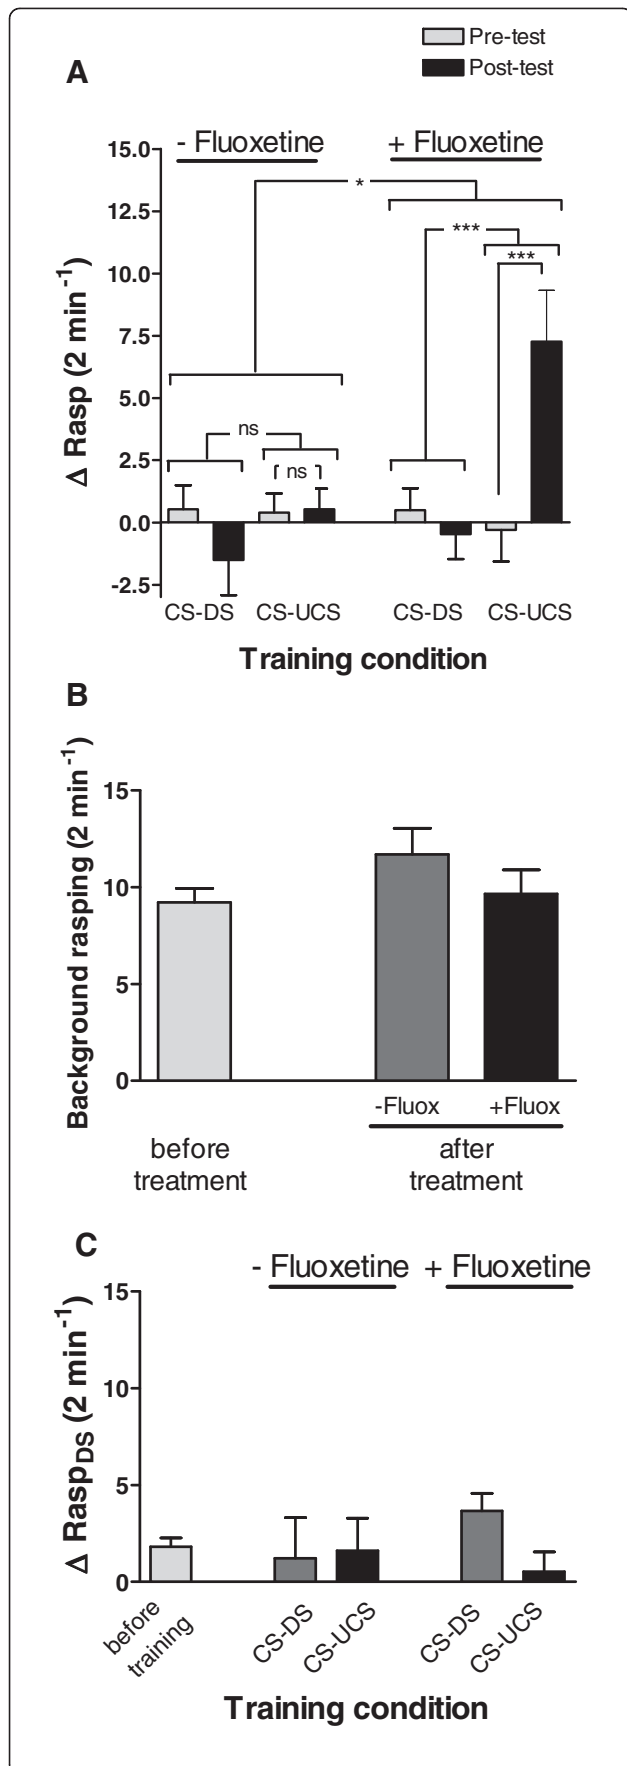 Pre-test
Post-test
A
- Fluoxetine + Fluoxetine
15.0
12.5
10.0
7.5
5.0
2.5
0.0
-2.5
Δ Rasp (2 min⁻¹)
*
***
***
ns
ns
CS-DS CS-UCS CS-DS CS-UCS
Training condition
B
Background rasping (2 min⁻¹)
15
10
5
0
-Fluox +Fluox
before treatment
after treatment
C
- Fluoxetine + Fluoxetine
Δ Rasp_DS (2 min⁻¹)
15
10
5
0
before training
CS-DS
CS-UCS
CS-DS
CS-UCS
Training condition